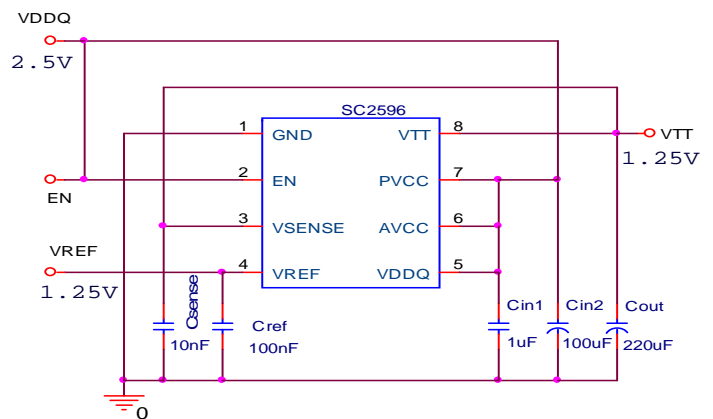 VDDQ
2.5V
SC2596
1 GND VTT 8
VTT
1.25V
2 EN PVCC 7
EN
3 VSENSE AVCC 6
VREF
4 VREF VDDQ 5
1.25V
Csense
10nF
Cref
100nF
Cin1
1uF
Cin2
100uF
Cout
220uF
0